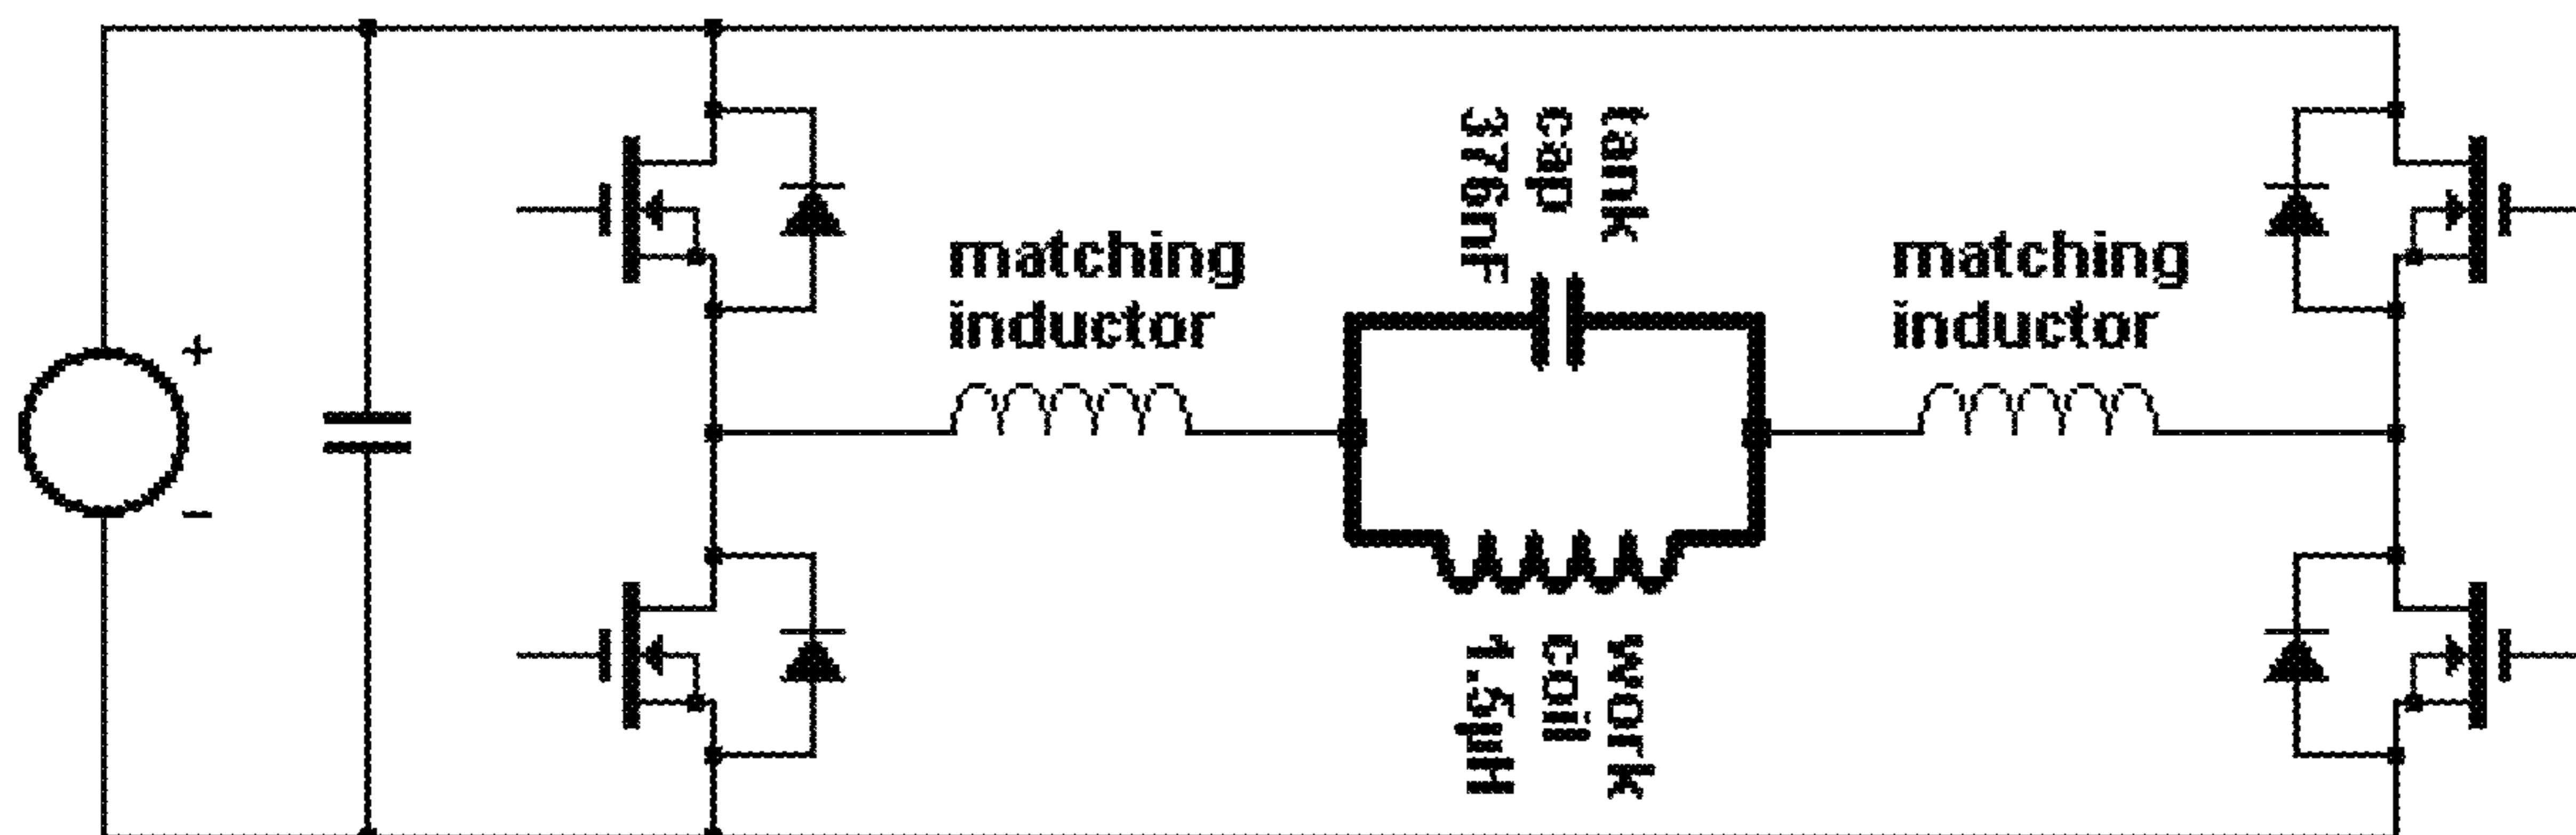 +
-
matching
inductor
tank
cap
376nF
matching
inductor
work
coil
1.5µH